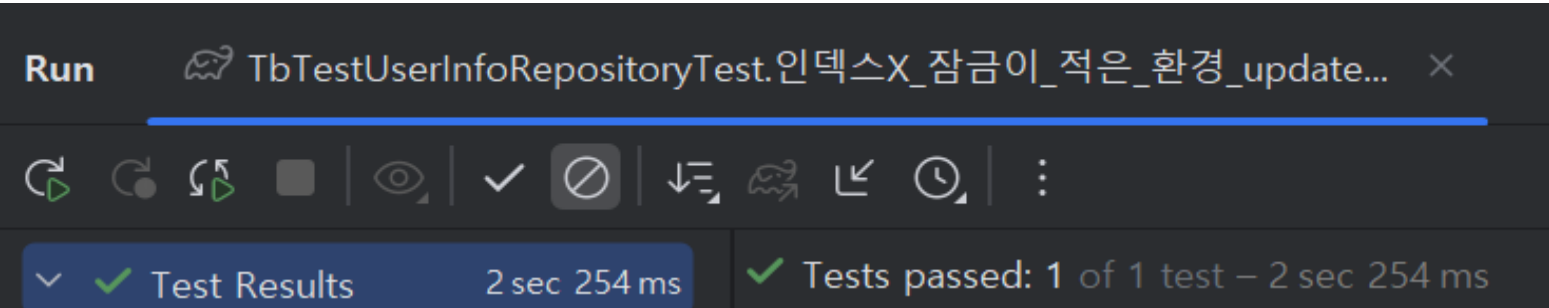 Run TbTestUserInfoRepositoryTest.인덱스X_잠금이_적은_환경_update...
Test Results 2 sec 254 ms Tests passed: 1 of 1 test – 2 sec 254 ms